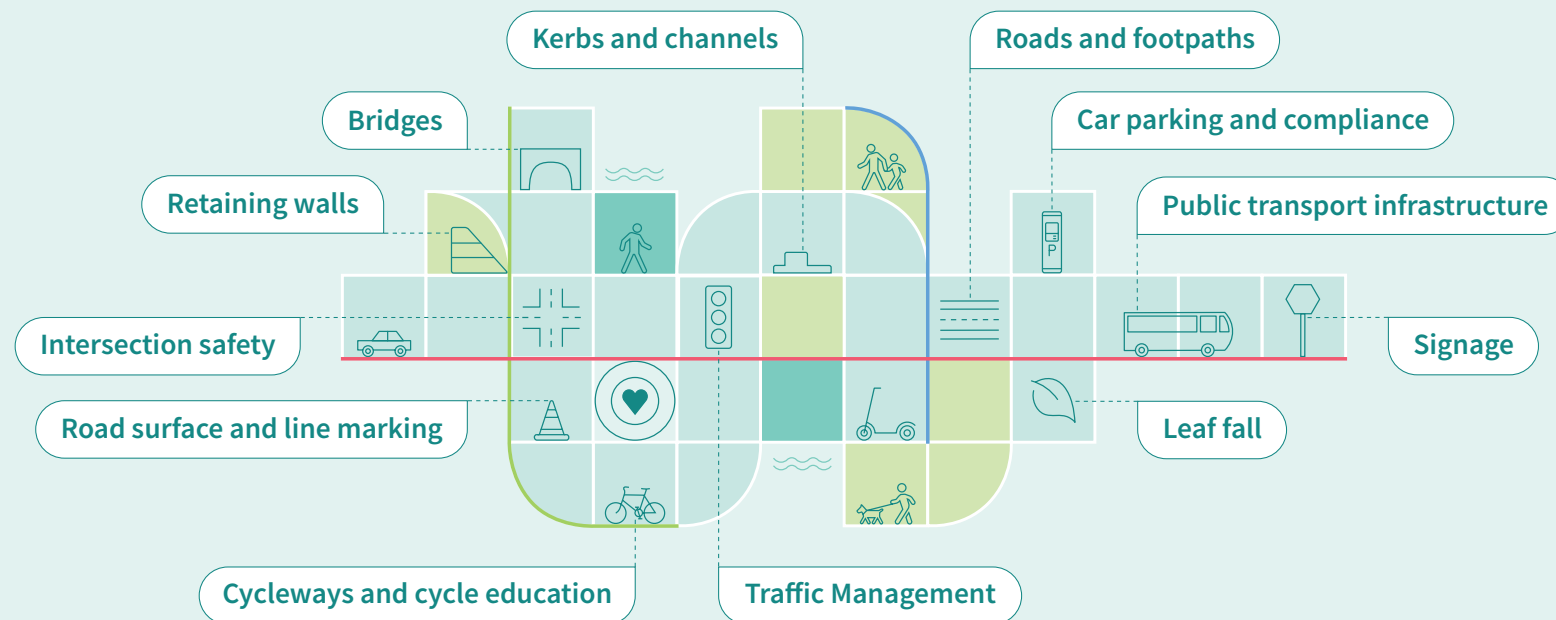 Kerbs and channels
Roads and footpaths
Bridges
Car parking and compliance
Retaining walls
Public transport infrastructure
P
Intersection safety
Signage
Road surface and line marking
Leaf fall
Cycleways and cycle education
Traffic Management